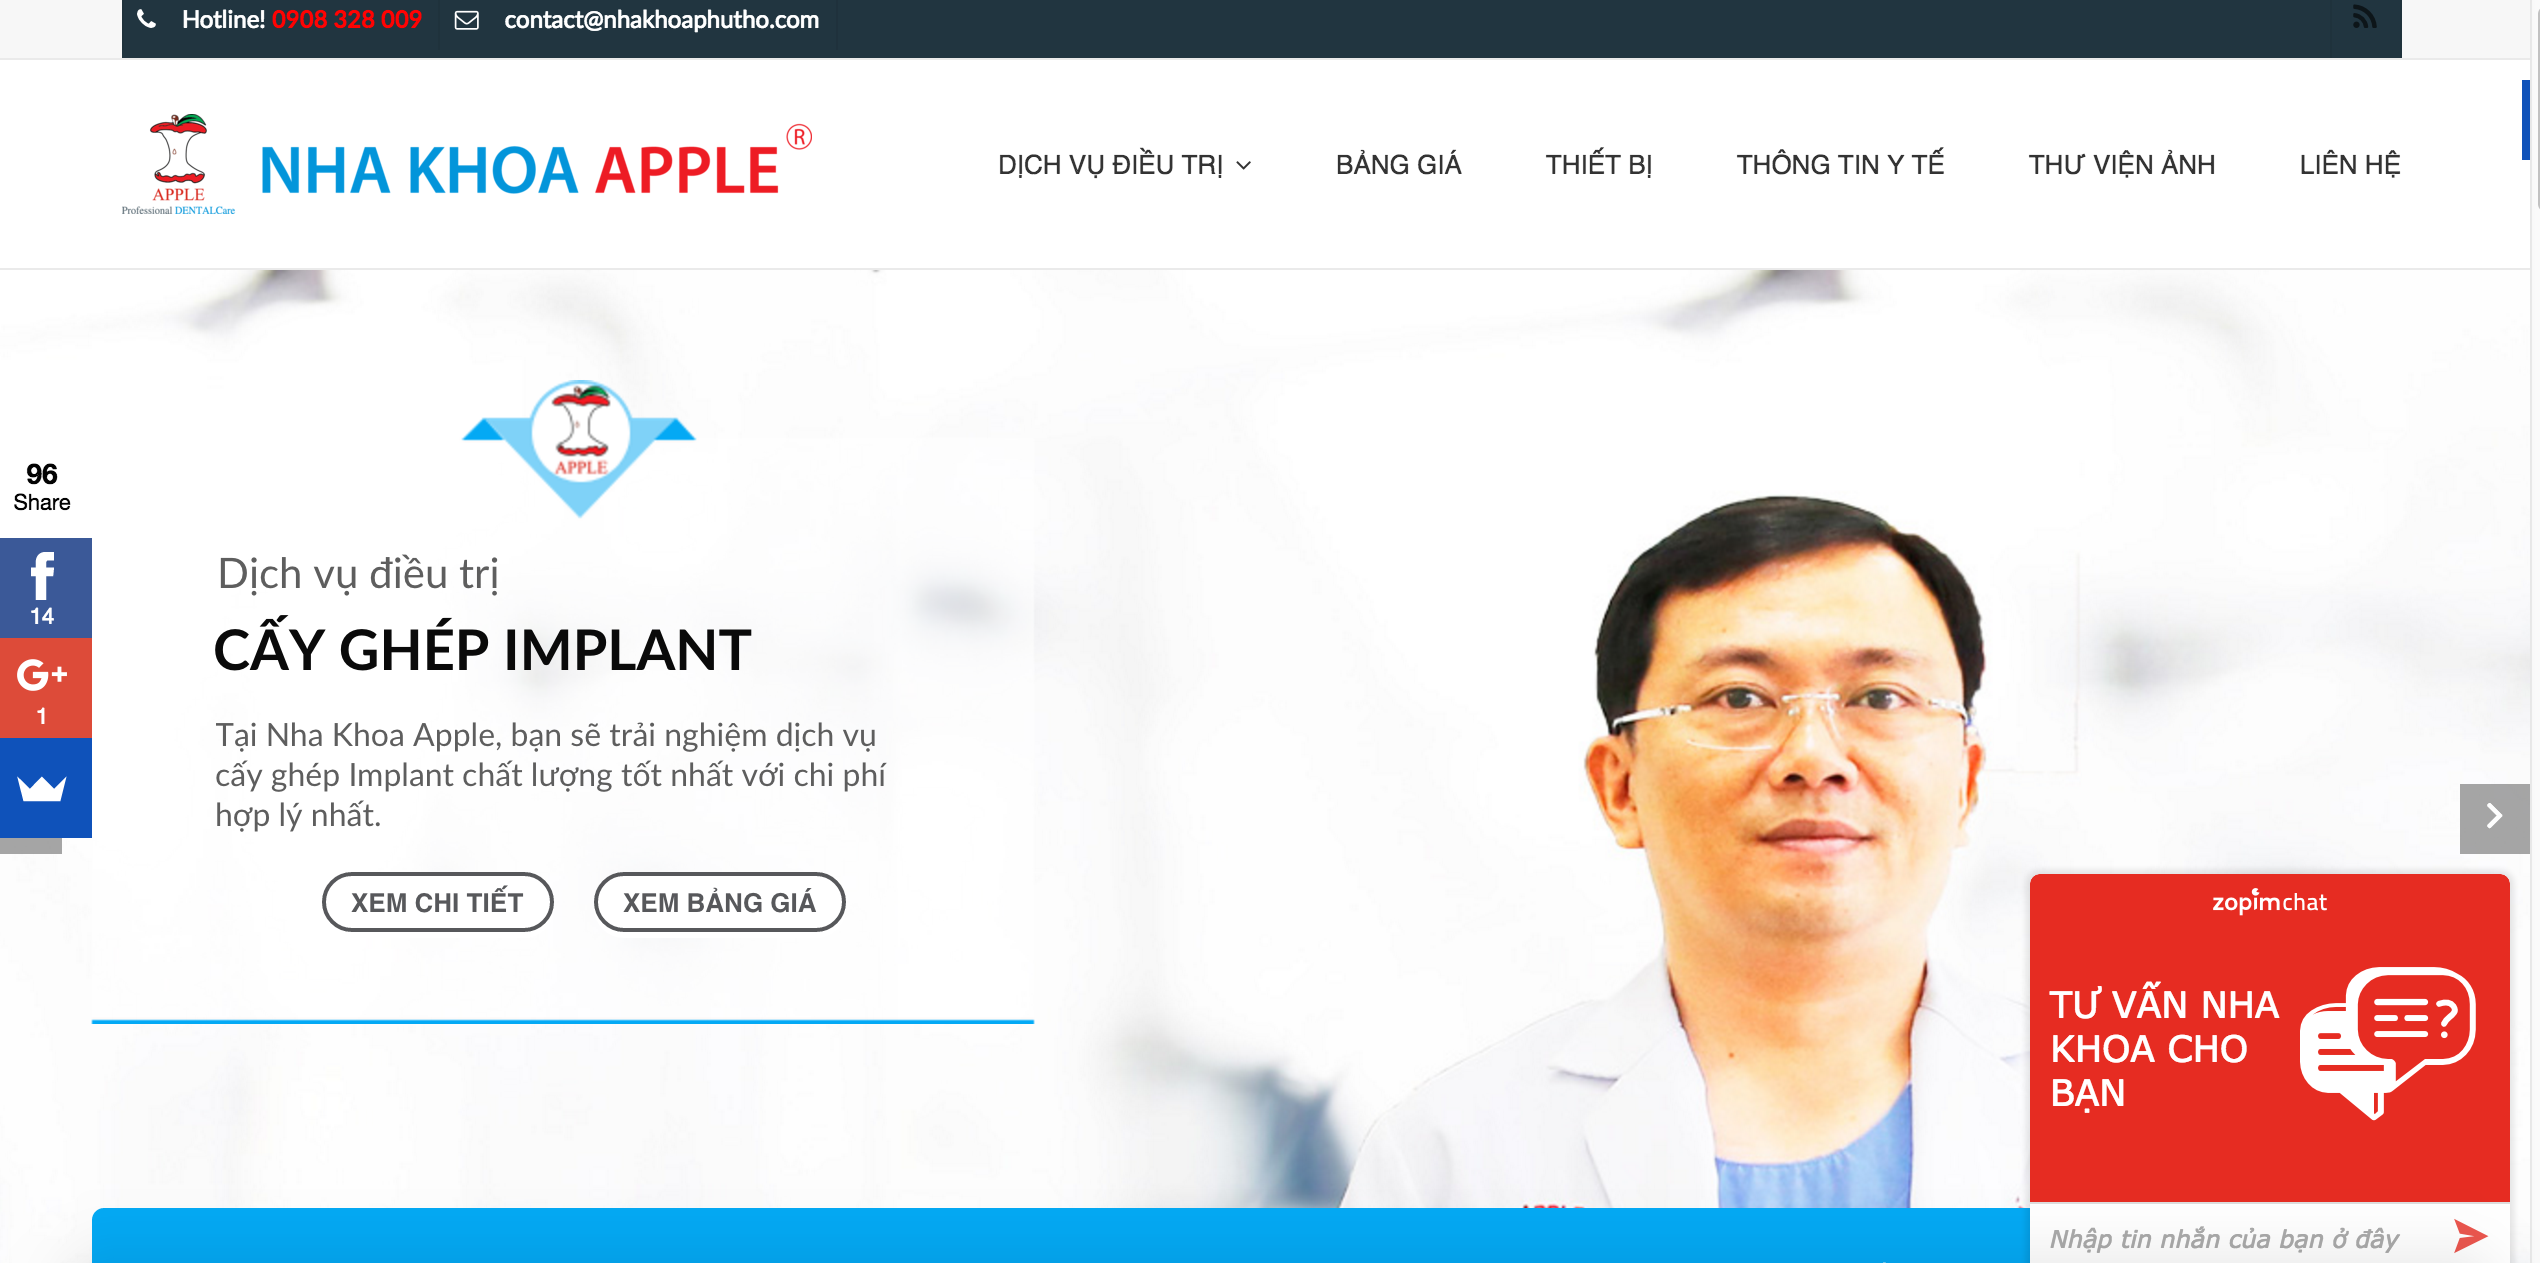 Hotline! 0908 328 009
contact@nhakhoaphutho.com
APPLE
Professional DENTALCare
NHA KHOA APPLE ®
DỊCH VỤ ĐIỀU TRỊ
BẢNG GIÁ
THIẾT BỊ
THÔNG TIN Y TẾ
THƯ VIỆN ẢNH
LIÊN HỆ
APPLE
96
Share
14
G+
1
Dịch vụ điều trị
CẤY GHÉP IMPLANT
Tại Nha Khoa Apple, bạn sẽ trải nghiệm dịch vụ
cấy ghép Implant chất lượng tốt nhất với chi phí
hợp lý nhất.
XEM CHI TIẾT
XEM BẢNG GIÁ
zopimchat
TƯ VẤN NHA
KHOA CHO
BẠN
Nhập tin nhắn của bạn ở đây